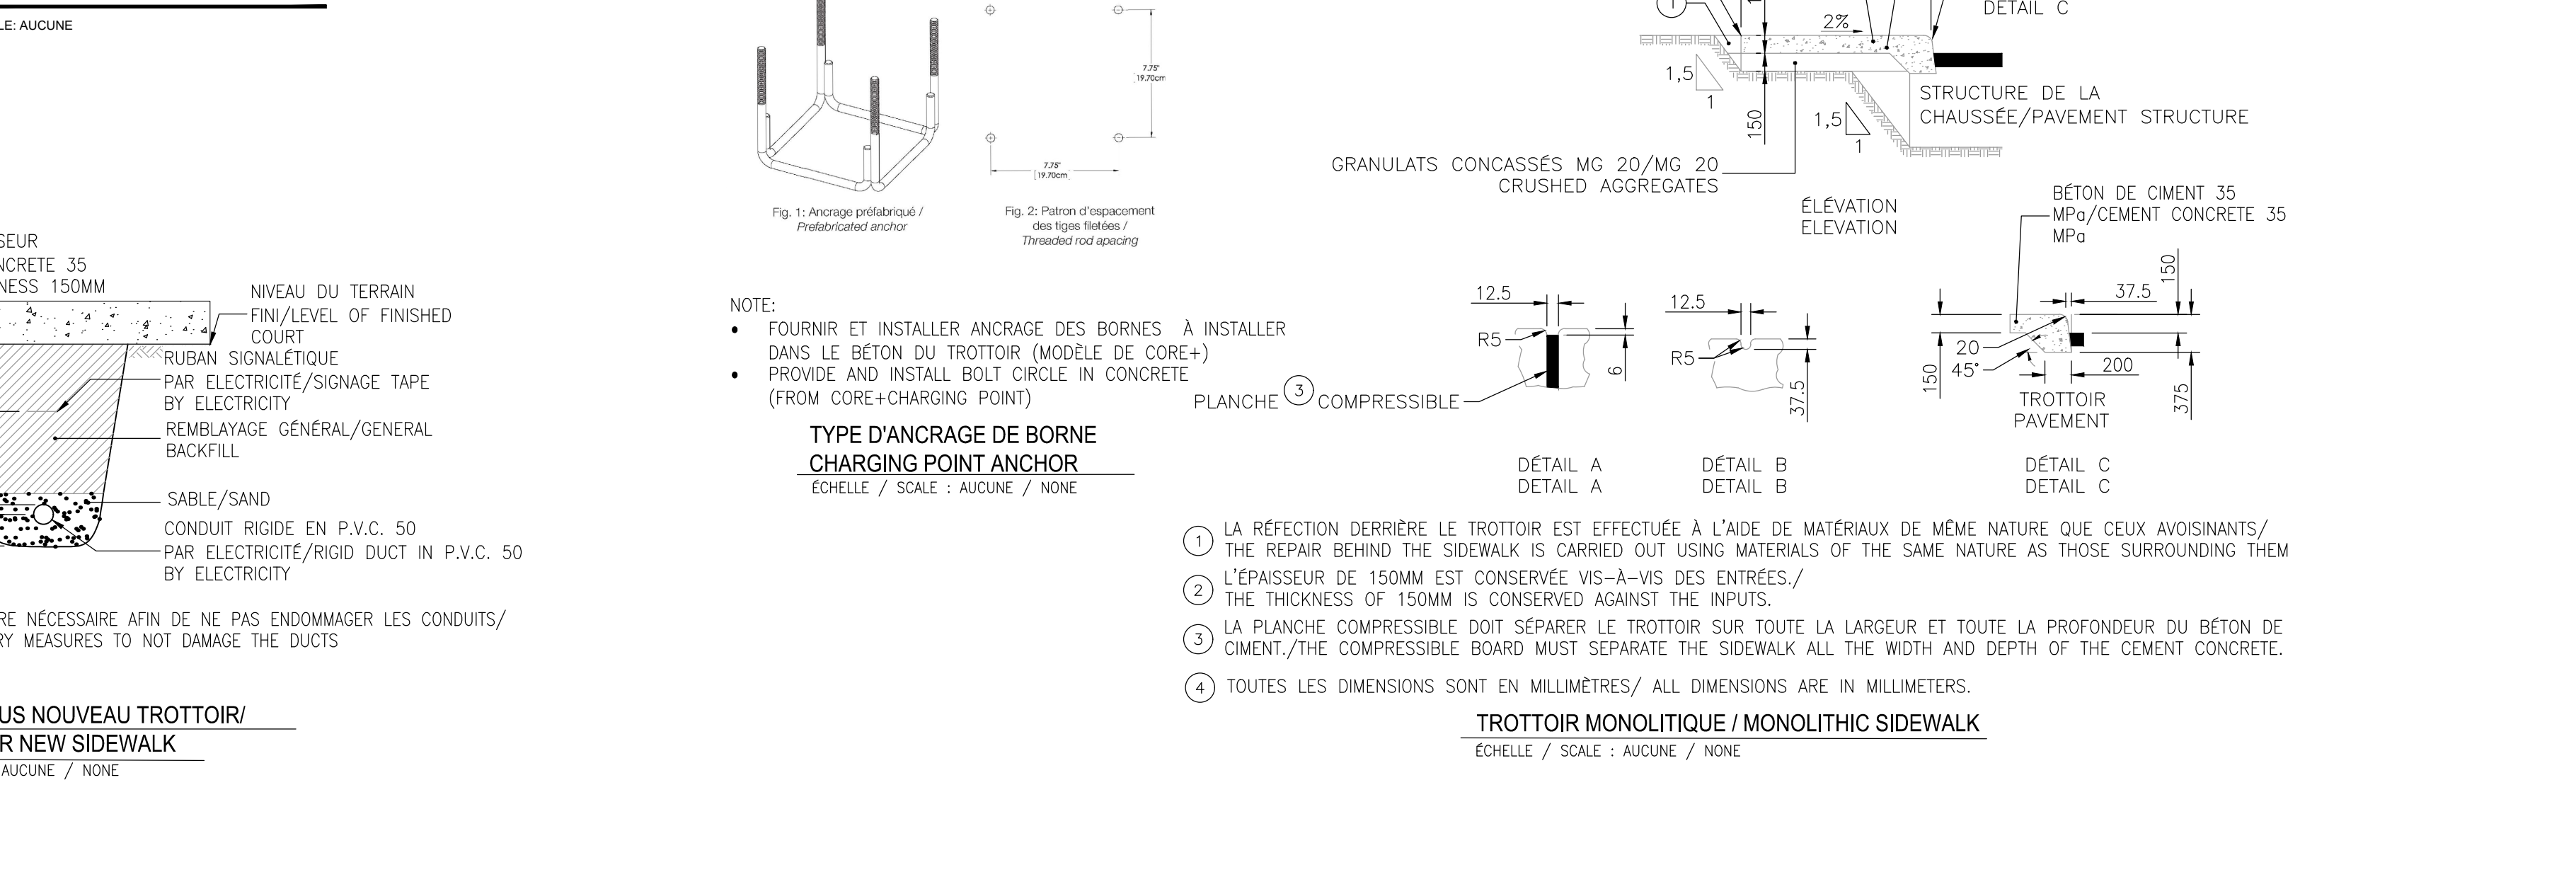 LE: AUCUNE
SEUR
NCRETE 35
NESS 150MM
NIVEAU DU TERRAIN
FINI/LEVEL OF FINISHED
COURT
RUBAN SIGNALÉTIQUE
PAR ELECTRICITÉ/SIGNAGE TAPE
BY ELECTRICITY
REMBLAYAGE GÉNÉRAL/GENERAL
BACKFILL
SABLE/SAND
CONDUIT RIGIDE EN P.V.C. 50
PAR ELECTRICITÉ/RIGID DUCT IN P.V.C. 50
BY ELECTRICITY
RE NÉCESSAIRE AFIN DE NE PAS ENDOMMAGER LES CONDUITS/
RY MEASURES TO NOT DAMAGE THE DUCTS
US NOUVEAU TROTTOIR/
R NEW SIDEWALK
AUCUNE / NONE
7.75"
19.70cm
7.75"
19.70cm
Fig. 1: Ancrage préfabriqué /
Prefabricated anchor
Fig. 2: Patron d'espacement
des tiges filetées /
Threaded rod apacing
NOTE:
• FOURNIR ET INSTALLER ANCRAGE DES BORNES À INSTALLER
DANS LE BÉTON DU TROTTOIR (MODÈLE DE CORE+)
• PROVIDE AND INSTALL BOLT CIRCLE IN CONCRETE
(FROM CORE+CHARGING POINT)
TYPE D'ANCRAGE DE BORNE
CHARGING POINT ANCHOR
ÉCHELLE / SCALE : AUCUNE / NONE
1
DÉTAIL C
2%
1,5
1
150
1,5
1
STRUCTURE DE LA
CHAUSSÉE/PAVEMENT STRUCTURE
GRANULATS CONCASSÉS MG 20/MG 20
CRUSHED AGGREGATES
ÉLÉVATION
ELEVATION
BÉTON DE CIMENT 35
MPa/CEMENT CONCRETE 35
MPa
12.5
R5
6
PLANCHE 3 COMPRESSIBLE
DÉTAIL A
DETAIL A
12.5
R5
37.5
DÉTAIL B
DETAIL B
150
37.5
20
45°
150
200
375
TROTTOIR
PAVEMENT
DÉTAIL C
DETAIL C
1 LA RÉFECTION DERRIÈRE LE TROTTOIR EST EFFECTUÉE À L'AIDE DE MATÉRIAUX DE MÊME NATURE QUE CEUX AVOISINANTS/
THE REPAIR BEHIND THE SIDEWALK IS CARRIED OUT USING MATERIALS OF THE SAME NATURE AS THOSE SURROUNDING THEM
2 L'ÉPAISSEUR DE 150MM EST CONSERVÉE VIS-À-VIS DES ENTRÉES./
THE THICKNESS OF 150MM IS CONSERVED AGAINST THE INPUTS.
3 LA PLANCHE COMPRESSIBLE DOIT SÉPARER LE TROTTOIR SUR TOUTE LA LARGEUR ET TOUTE LA PROFONDEUR DU BÉTON DE
CIMENT./THE COMPRESSIBLE BOARD MUST SEPARATE THE SIDEWALK ALL THE WIDTH AND DEPTH OF THE CEMENT CONCRETE.
4 TOUTES LES DIMENSIONS SONT EN MILLIMÈTRES/ ALL DIMENSIONS ARE IN MILLIMETERS.
TROTTOIR MONOLITIQUE / MONOLITHIC SIDEWALK
ÉCHELLE / SCALE : AUCUNE / NONE